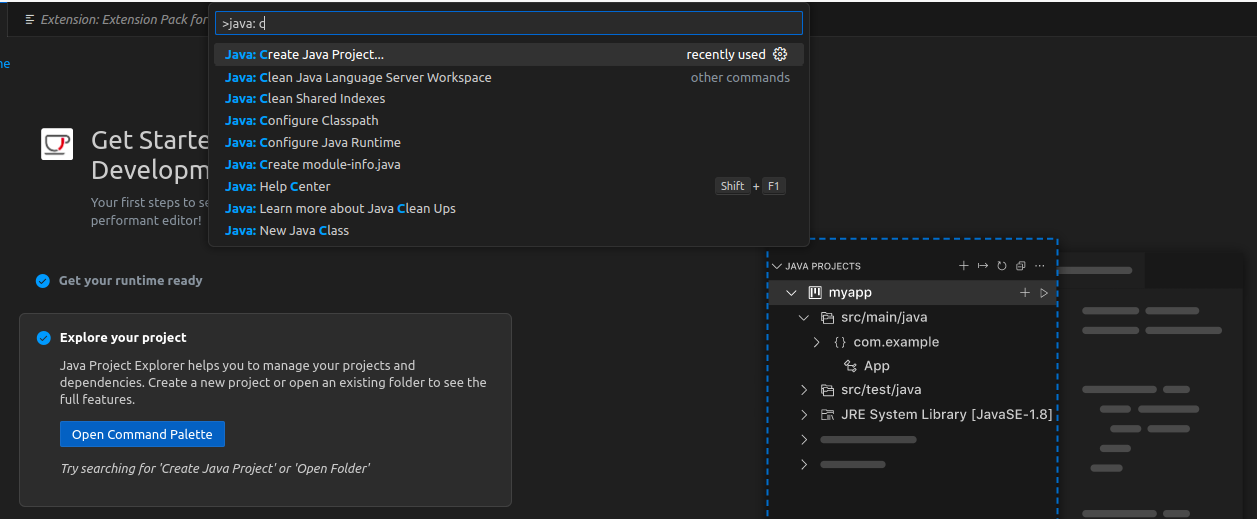 Extension: Extension Pack for
>java: c
Java: Create Java Project...
recently used
Java: Clean Java Language Server Workspace
other commands
Java: Clean Shared Indexes
Java: Configure Classpath
Java: Configure Java Runtime
Java: Create module-info.java
Java: Help Center
Shift + F1
Java: Learn more about Java Clean Ups
Java: New Java Class
Get Starte
Developm
Your first steps to se
performant editor!
Get your runtime ready
Explore your project
Java Project Explorer helps you to manage your projects and
dependencies. Create a new project or open an existing folder to see the
full features.
Open Command Palette
Try searching for 'Create Java Project' or 'Open Folder'
JAVA PROJECTS
myapp
src/main/java
{} com.example
App
src/test/java
JRE System Library [JavaSE-1.8]